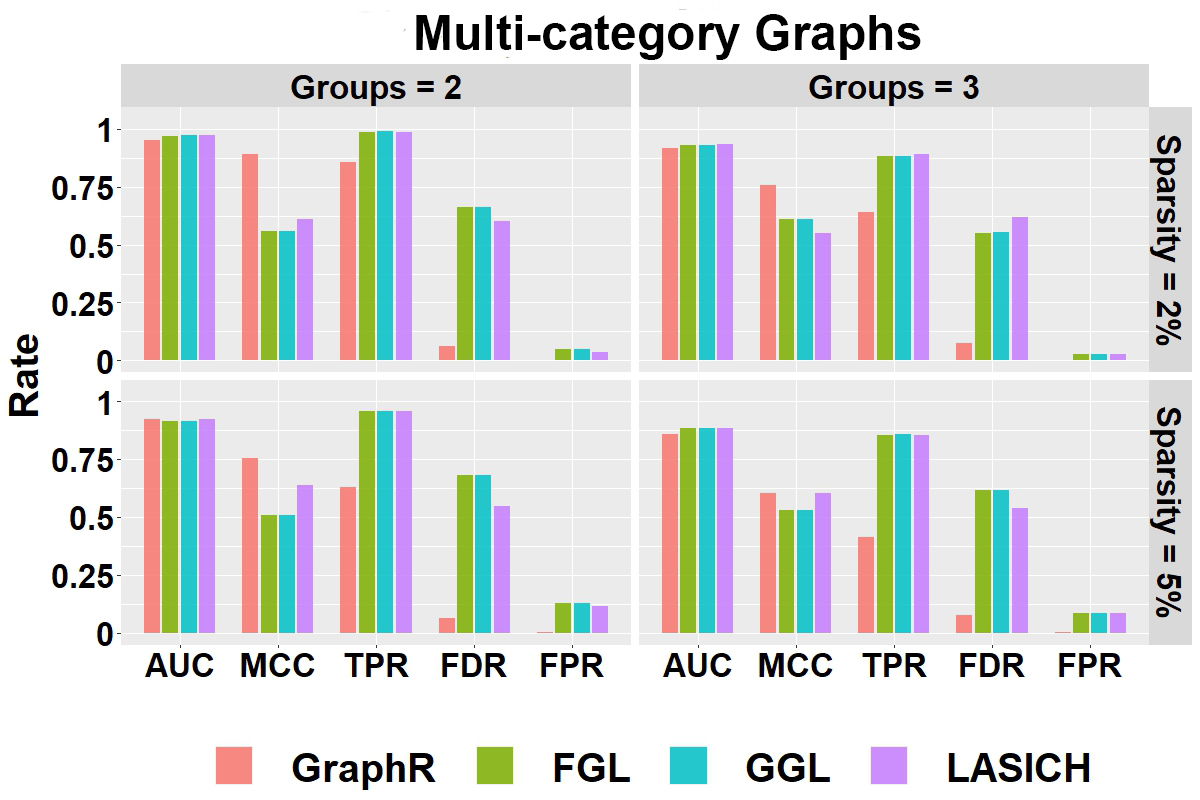 Multi-category Graphs
Groups = 2
Groups = 3
Rate
1
0.75
0.5
0.25
0
Sparsity = 2%
1
0.75
0.5
0.25
0
Sparsity = 5%
AUC MCC TPR FDR FPR
AUC MCC TPR FDR FPR
GraphR FGL GGL LASICH